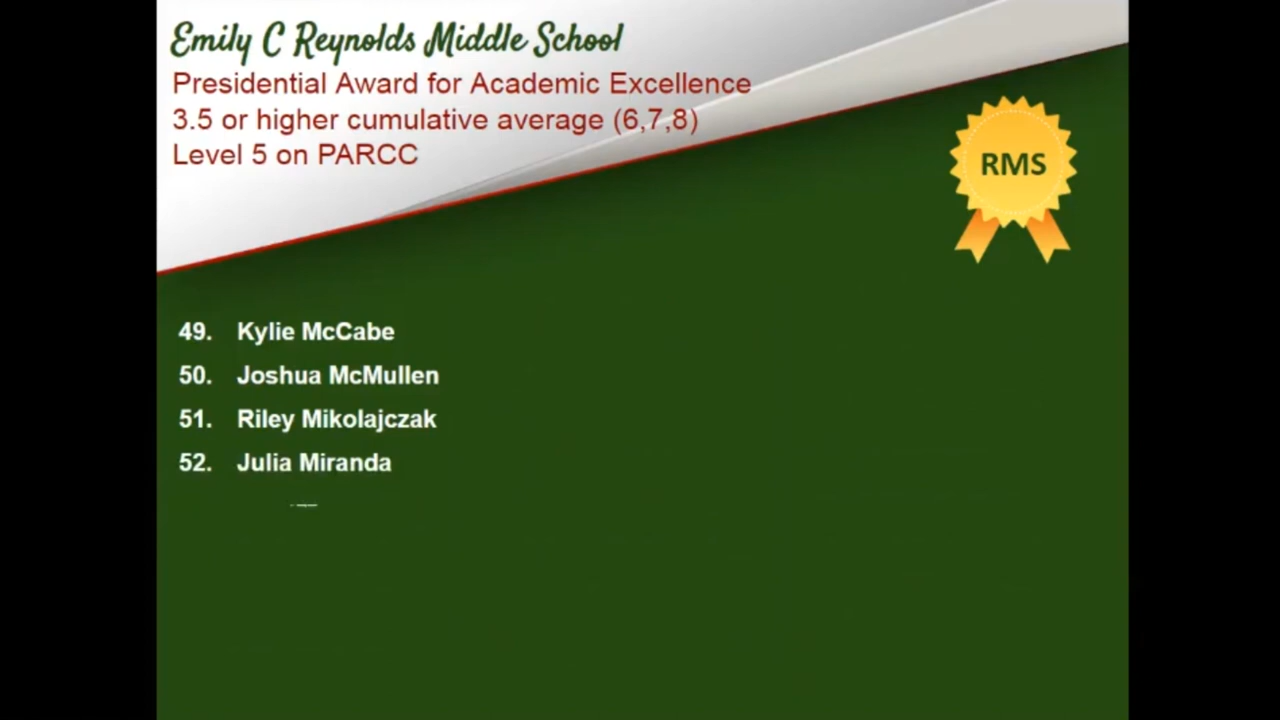 Emily C Reynolds Middle School
Presidential Award for Academic Excellence
3.5 or higher cumulative average (6,7,8)
Level 5 on PARCC
RMS
49. Kylie McCabe
50. Joshua McMullen
51. Riley Mikolajczak
52. Julia Miranda